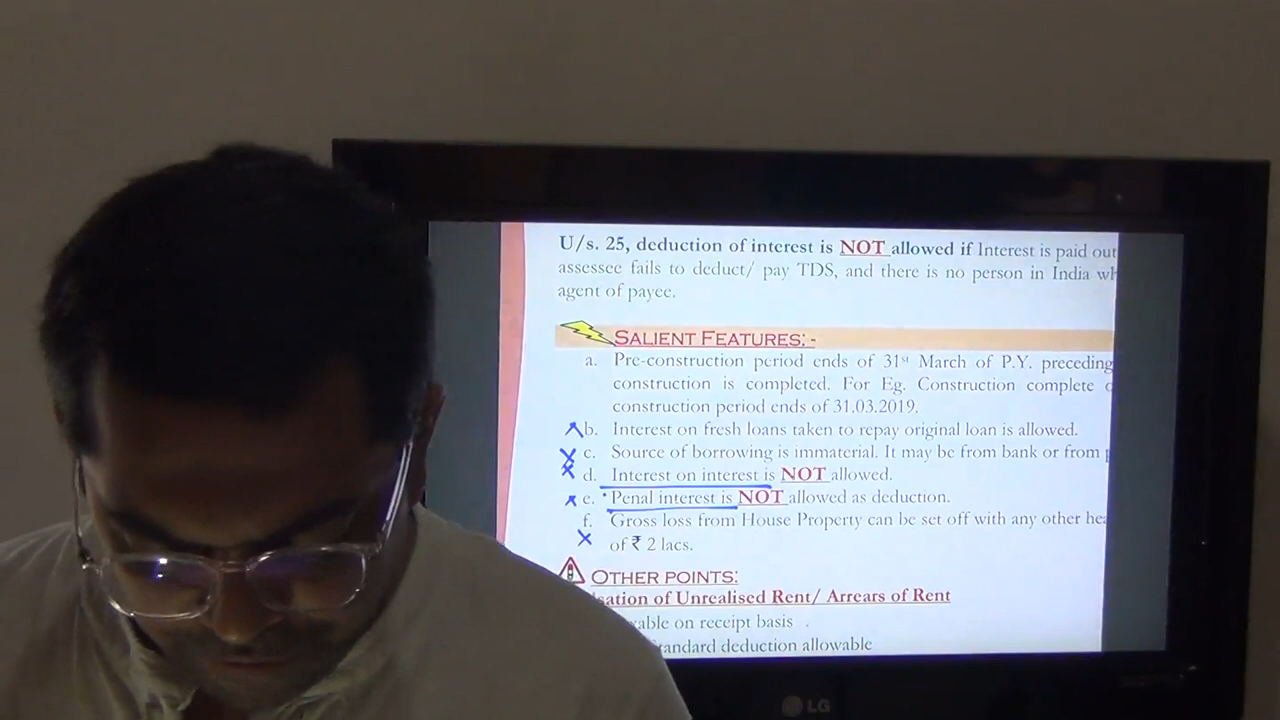 U/s. 25, deduction of interest is NOT allowed if Interest is paid out
assessee fails to deduct/ pay TDS, and there is no person in India wh
agent of payee.
SALIENT FEATURES: -
a. Pre-construction period ends of 31st March of P.Y. preceding
construction is completed. For Eg. Construction complete
construction period ends of 31.03.2019.
b. Interest on fresh loans taken to repay original loan is allowed.
c. Source of borrowing is immaterial. It may be from bank or from
d. Interest on interest is NOT allowed.
e. Penal interest is NOT allowed as deduction.
f. Gross loss from House Property can be set off with any other hea
of ₹ 2 lacs.
OTHER POINTS:
sation of Unrealised Rent/ Arrears of Rent
xable on receipt basis .
tandard deduction allowable
LG